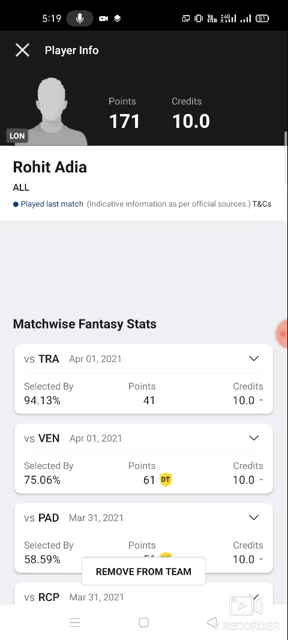 5:19
Player Info
Points
Credits
171
10.0
LON
Rohit Adia
ALL
Played last match (Indicative information as per official sources.) T&Cs
Matchwise Fantasy Stats
vs TRA Apr 01, 2021
Selected By Points Credits
94.13% 41 10.0 -
vs VEN Apr 01, 2021
Selected By Points Credits
75.06% 61 DT 10.0 -
vs PAD Mar 31, 2021
Selected By Points Credits
58.59% 10.0 -
REMOVE FROM TEAM
vs RCP Mar 31, 2021